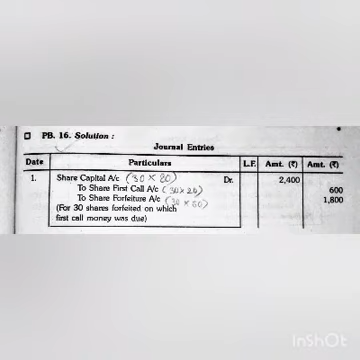 PB. 16. Solution :
Journal Entries
Date Particulars L.F. Amt. (₹) Amt. (₹)
1. Share Capital A/c (30 × 80) Dr. 2,400
To Share First Call A/c (30×20) 600
To Share Forfeiture A/c (30 × 60) 1,800
(For 30 shares forfeited on which
first call money was due)
InShOt